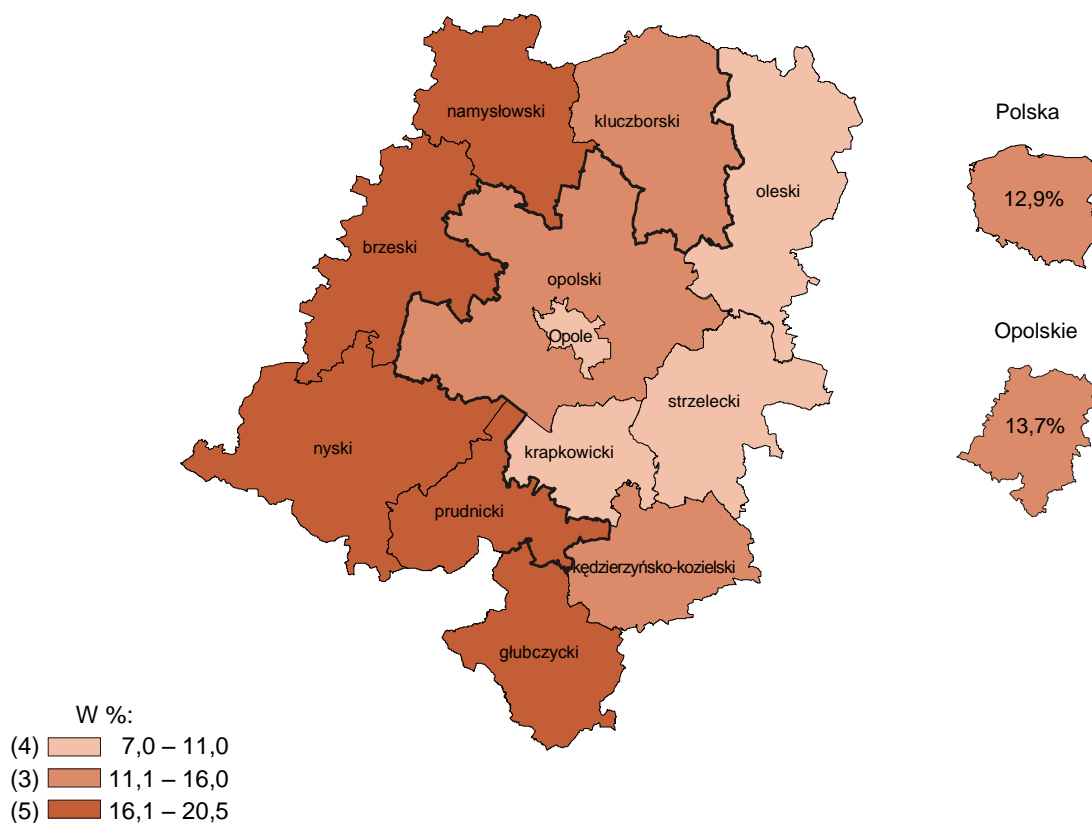 namysłowski
kluczborski
oleski
brzeski
opolski
Opole
strzelecki
nyski
krapkowicki
prudnicki
kędzierzyńsko-kozielski
głubczycki
Polska
12,9%
Opolskie
13,7%
W %:
(4) 7,0 – 11,0
(3) 11,1 – 16,0
(5) 16,1 – 20,5